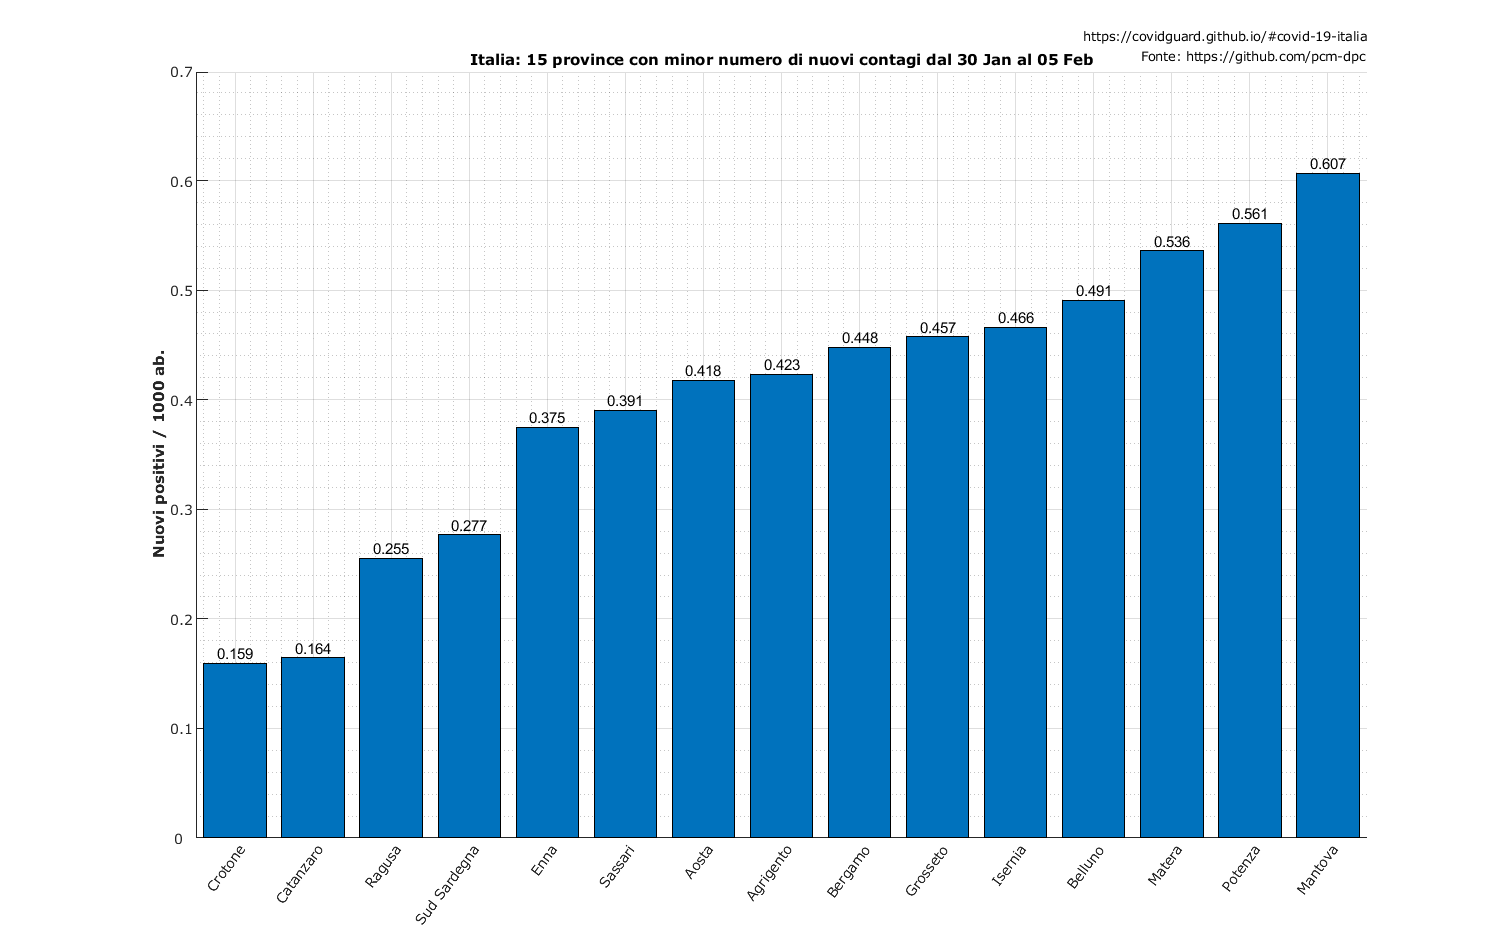 https://covidguard.github.io/#covid-19-italia
Fonte: https://github.com/pcm-dpc
Italia: 15 province con minor numero di nuovi contagi dal 30 Jan al 05 Feb
Nuovi positivi / 1000 ab.
0.7
0.6
0.5
0.4
0.3
0.2
0.1
0
0.159
0.164
0.255
0.277
0.375
0.391
0.418
0.423
0.448
0.457
0.466
0.491
0.536
0.561
0.607
Crotone
Catanzaro
Ragusa
Sud Sardegna
Enna
Sassari
Aosta
Agrigento
Bergamo
Grosseto
Isernia
Belluno
Matera
Potenza
Mantova